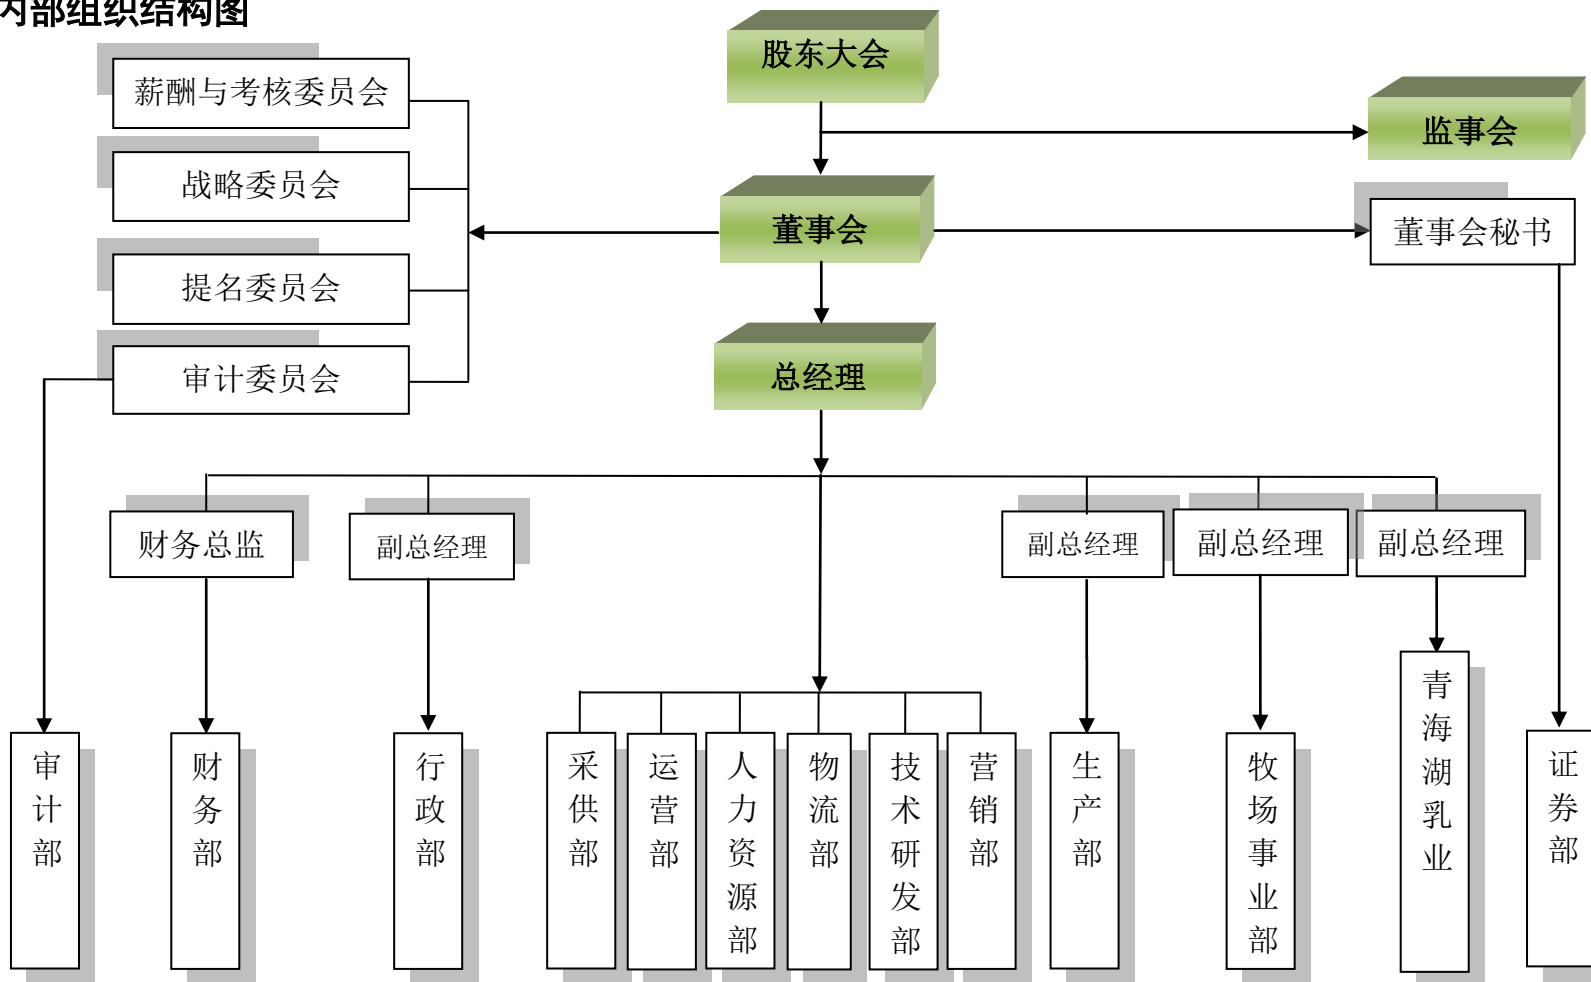 内部组织结构图
股东大会
薪酬与考核委员会
监事会
战略委员会
董事会
董事会秘书
提名委员会
总经理
审计委员会
财务总监
副总经理
副总经理
副总经理
副总经理
审计部
财务部
行政部
采供部
运营部
人力资源部
物流部
技术研发部
营销部
生产部
牧场事业部
青海湖乳业
证券部